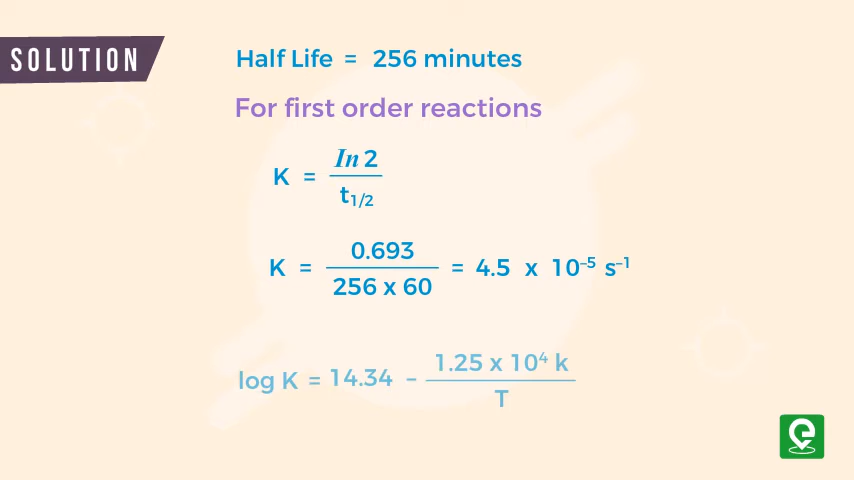 SOLUTION
Half Life = 256 minutes
For first order reactions
K = In 2 / t₁/₂
K = 0.693 / 256 x 60 = 4.5 x 10⁻⁵ s⁻¹
log K = 14.34 – 1.25 x 10⁴ k / T